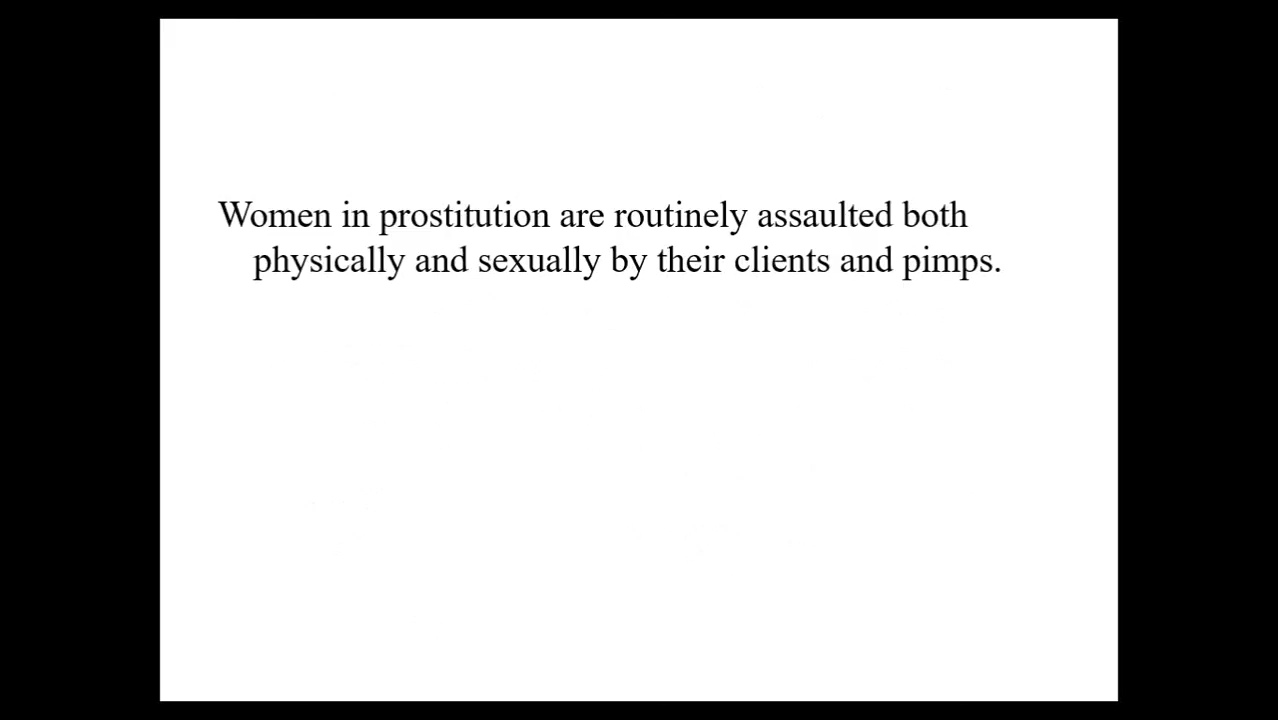 Women in prostitution are routinely assaulted both
physically and sexually by their clients and pimps.